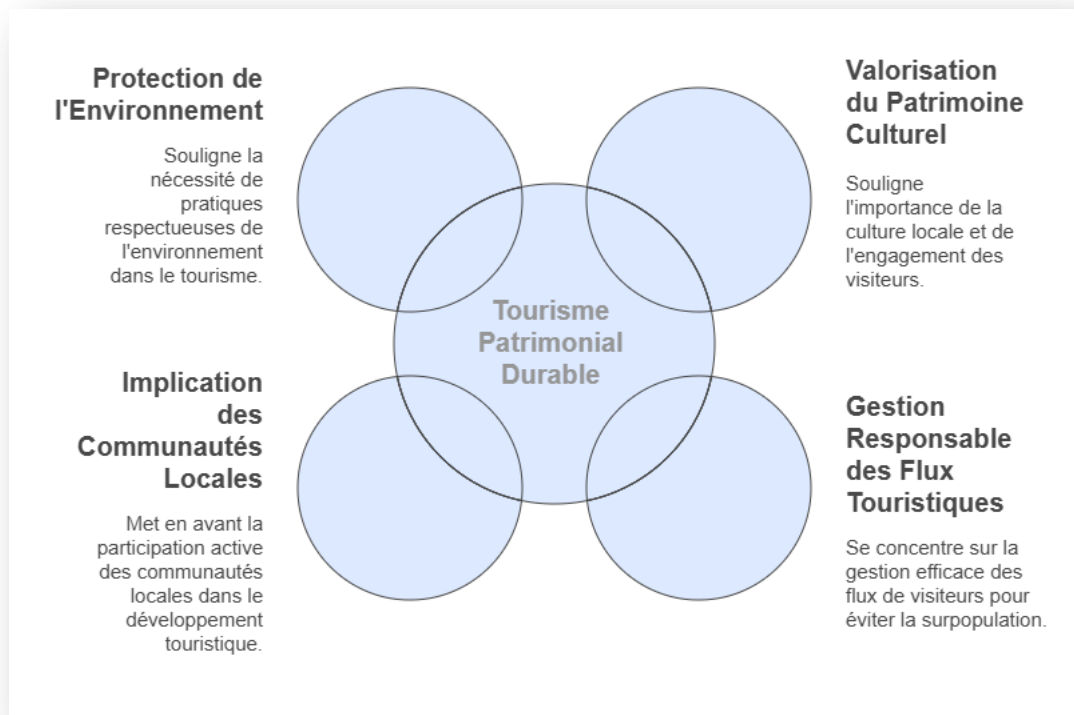 Protection de
l'Environnement
Souligne la
nécessité de
pratiques
respectueuses de
l'environnement
dans le tourisme.
Valorisation
du Patrimoine
Culturel
Souligne
l'importance de la
culture locale et de
l'engagement des
visiteurs.
Tourisme
Patrimonial
Durable
Implication
des
Communautés
Locales
Met en avant la
participation active
des communautés
locales dans le
développement
touristique.
Gestion
Responsable
des Flux
Touristiques
Se concentre sur la
gestion efficace des
flux de visiteurs pour
éviter la surpopulation.